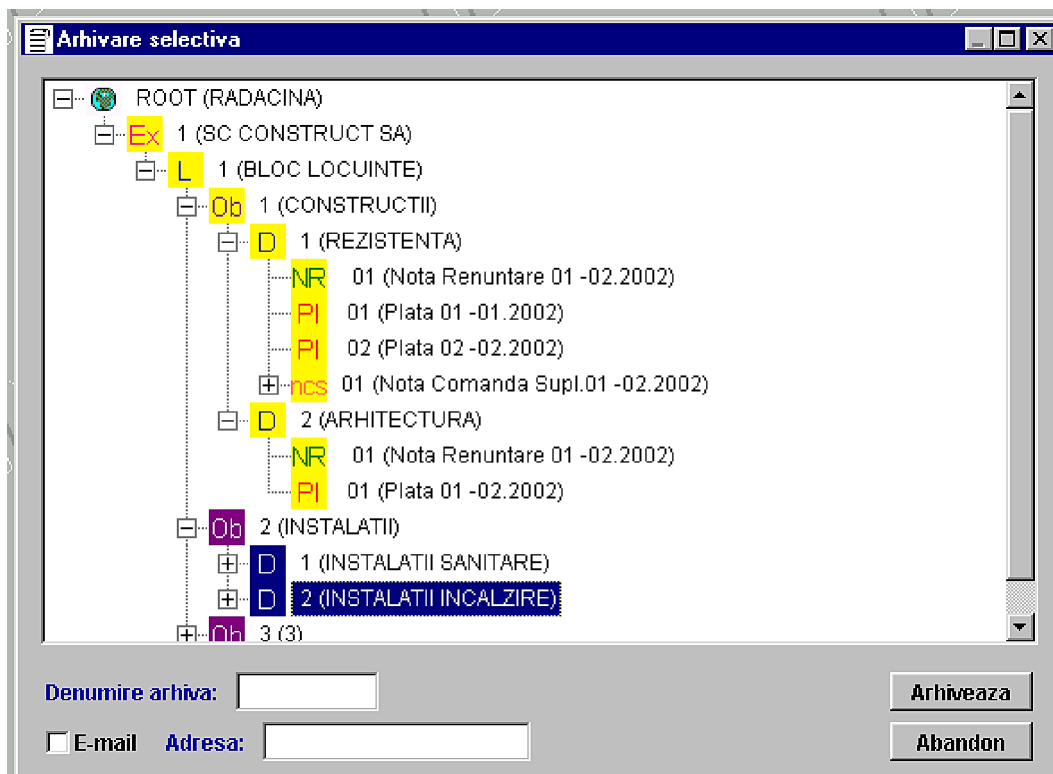 Arhivare selectiva
ROOT (RADACINA)
Ex 1 (SC CONSTRUCT SA)
L 1 (BLOC LOCUINTE)
Ob 1 (CONSTRUCTII)
D 1 (REZISTENTA)
NR 01 (Nota Renuntare 01 -02.2002)
Pl 01 (Plata 01 -01.2002)
Pl 02 (Plata 02 -02.2002)
ncs 01 (Nota Comanda Supl.01 -02.2002)
D 2 (ARHITECTURA)
NR 01 (Nota Renuntare 01 -02.2002)
Pl 01 (Plata 01 -02.2002)
Ob 2 (INSTALATII)
D 1 (INSTALATII SANITARE)
D 2 (INSTALATII INCALZIRE)
Ob 3 (3)
Denumire arhiva: Arhiveaza
E-mail Adresa: Abandon